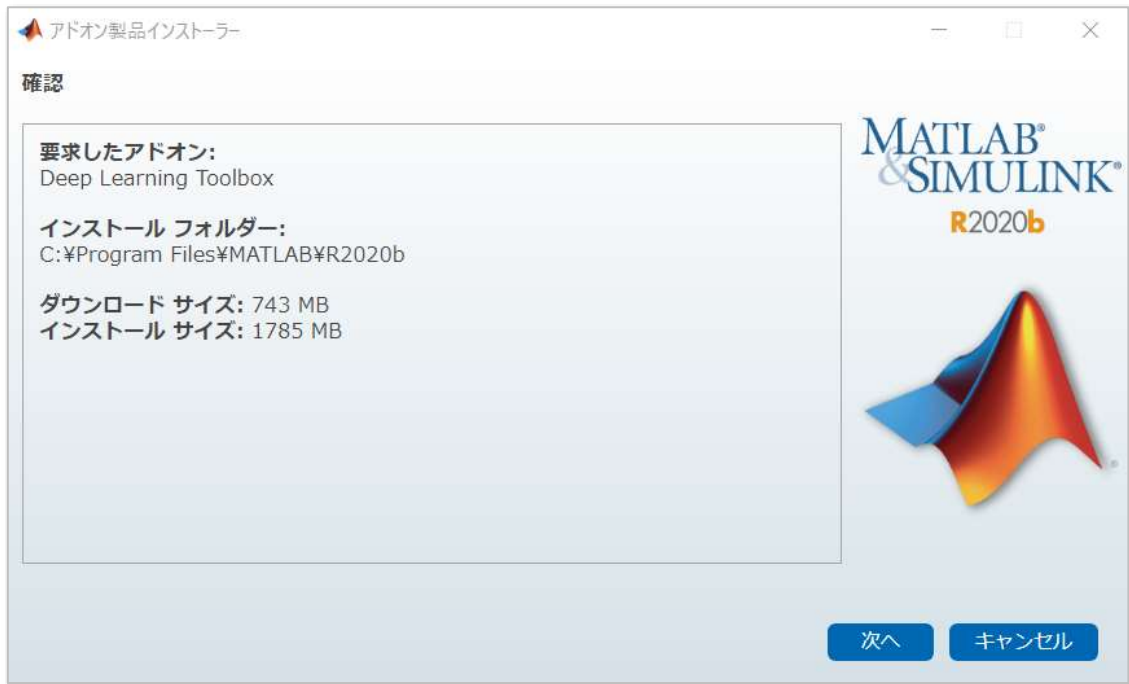 アドオン製品インストーラー
確認
要求したアドオン:
Deep Learning Toolbox
インストール フォルダー:
C:¥Program Files¥MATLAB¥R2020b
ダウンロード サイズ: 743 MB
インストール サイズ: 1785 MB
MATLAB®
&SIMULINK®
R2020b
®
次へ
キャンセル